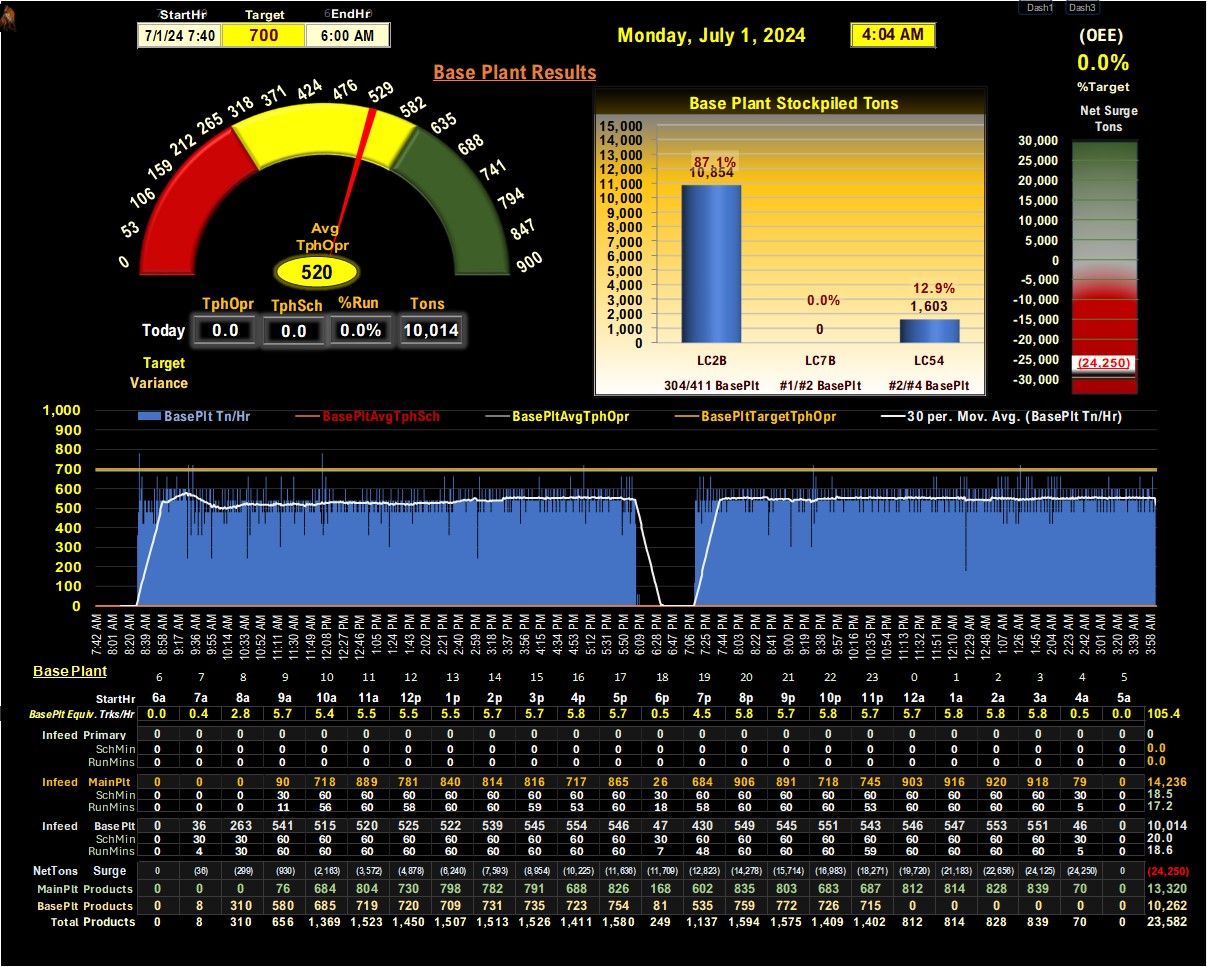 StartHr Target EndHr
7/1/24 7:40 700 6:00 AM
Monday, July 1, 2024 4:04 AM
Dash1 Dash3
(OEE)
0.0%
%Target
Base Plant Results
0 53 106 159 212 265 318 371 424 476 529 582 635 688 741 794 847 900
Avg
TphOpr
520
TphOpr TphSch %Run Tons
Today 0.0 0.0 0.0% 10,014
Target
Variance
Base Plant Stockpiled Tons
15,000
14,000
13,000
12,000
11,000
10,000
9,000
8,000
7,000
6,000
5,000
4,000
3,000
2,000
1,000
0
87.1% 0.0% 12.9%
10,854 0 1,603
LC2B LC7B LC54
304/411 BasePlt #1/#2 BasePlt #2/#4 BasePlt
Net Surge
Tons
30,000
25,000
20,000
15,000
10,000
5,000
0
-5,000
-10,000
-15,000
-20,000
-25,000
-30,000
(24,250)
BasePlt Tn/Hr BasePltAvgTphSch BasePltAvgTphOpr BasePltTargetTphOpr 30 per. Mov. Avg. (BasePlt Tn/Hr)
1,000
900
800
700
600
500
400
300
200
100
0
7:42 AM 8:01 AM 8:20 AM 8:39 AM 8:58 AM 9:17 AM 9:36 AM 9:55 AM 10:14 AM 10:33 AM 10:52 AM 11:11 AM 11:30 AM 11:49 AM 12:08 PM 12:27 PM 12:46 PM 1:05 PM 1:24 PM 1:43 PM 2:02 PM 2:21 PM 2:40 PM 2:59 PM 3:18 PM 3:37 PM 3:56 PM 4:15 PM 4:34 PM 4:53 PM 5:12 PM 5:31 PM 5:50 PM 6:09 PM 6:28 PM 6:47 PM 7:06 PM 7:25 PM 7:44 PM 8:03 PM 8:22 PM 8:41 PM 9:00 PM 9:19 PM 9:38 PM 9:57 PM 10:16 PM 10:35 PM 10:54 PM 11:13 PM 11:32 PM 11:51 PM 12:10 AM 12:29 AM 12:48 AM 1:07 AM 1:26 AM 1:45 AM 2:04 AM 2:23 AM 2:42 AM 3:01 AM 3:20 AM 3:39 AM 3:58 AM
Base Plant
6 7 8 9 10 11 12 13 14 15 16 17 18 19 20 21 22 23 0 1 2 3 4 5
StartHr 6a 7a 8a 9a 10a 11a 12p 1p 2p 3p 4p 5p 6p 7p 8p 9p 10p 11p 12a 1a 2a 3a 4a 5a
BasePlt Equiv. Trks/Hr 0.0 0.4 2.8 5.7 5.4 5.5 5.5 5.5 5.7 5.7 5.8 5.7 0.5 4.5 5.8 5.7 5.8 5.7 5.7 5.8 5.8 5.8 0.5 0.0 105.4
Infeed Primary 0 0 0 0 0 0 0 0 0 0 0 0 0 0 0 0 0 0 0 0 0 0 0 0 0
SchMin 0 0 0 0 0 0 0 0 0 0 0 0 0 0 0 0 0 0 0 0 0 0 0 0 0.0
RunMins 0 0 0 0 0 0 0 0 0 0 0 0 0 0 0 0 0 0 0 0 0 0 0 0 0.0
Infeed MainPlt 0 0 0 90 718 889 781 840 814 816 717 865 26 684 906 891 718 745 903 916 920 918 79 0 14,236
SchMin 0 0 0 30 60 60 60 60 60 60 60 60 30 60 60 60 60 60 60 60 60 60 30 0 18.5
RunMins 0 0 0 11 56 60 58 60 60 59 53 60 18 58 60 60 60 53 60 60 60 60 5 0 17.2
Infeed BasePlt 0 36 263 541 515 520 525 522 539 545 554 546 47 430 549 545 551 543 546 547 553 551 46 0 10,014
SchMin 0 30 30 60 60 60 60 60 60 60 60 60 30 60 60 60 60 60 60 60 60 60 30 0 20.0
RunMins 0 4 30 60 60 60 60 60 60 60 60 60 7 48 60 60 60 59 60 60 60 60 5 0 18.6
NetTons Surge 0 (36) (299) (930) (2,163) (3,572) (4,878) (6,240) (7,593) (8,954) (10,225) (11,636) (11,709) (12,823) (14,278) (15,714) (16,983) (18,271) (19,720) (21,183) (22,656) (24,125) (24,250) 0 (24,250)
MainPlt Products 0 0 0 76 684 804 730 798 782 791 688 826 168 602 835 803 683 687 812 814 828 839 70 0 13,320
BasePlt Products 0 8 310 580 685 719 720 709 731 735 723 754 81 535 759 772 726 715 0 0 0 0 0 0 10,262
Total Products 0 8 310 656 1,369 1,523 1,450 1,507 1,513 1,526 1,411 1,580 249 1,137 1,594 1,575 1,409 1,402 812 814 828 839 70 0 23,582